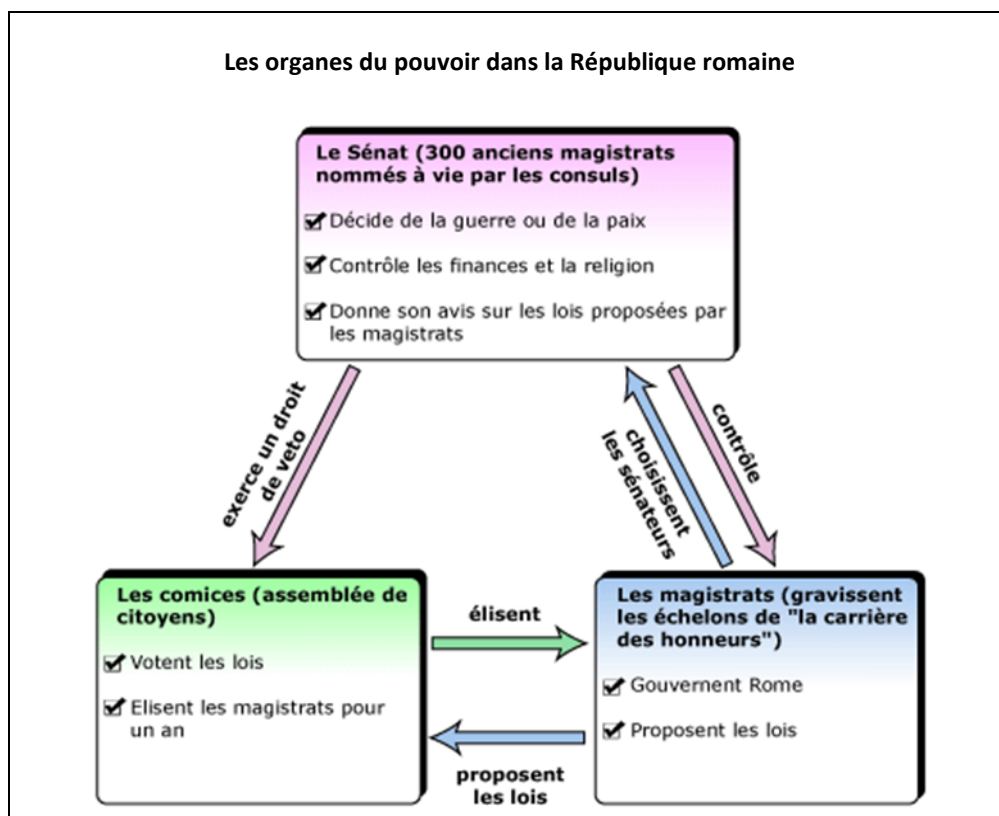 Les organes du pouvoir dans la République romaine
Le Sénat (300 anciens magistrats
nommés à vie par les consuls)
Décide de la guerre ou de la paix
Contrôle les finances et la religion
Donne son avis sur les lois proposées par
les magistrats
exerce un droit
de veto
choisissent
les sénateurs
contrôle
Les comices (assemblée de
citoyens)
Votent les lois
Elisent les magistrats pour
un an
élisent
proposent
les lois
Les magistrats (gravissent
les échelons de "la carrière
des honneurs")
Gouvernent Rome
Proposent les lois